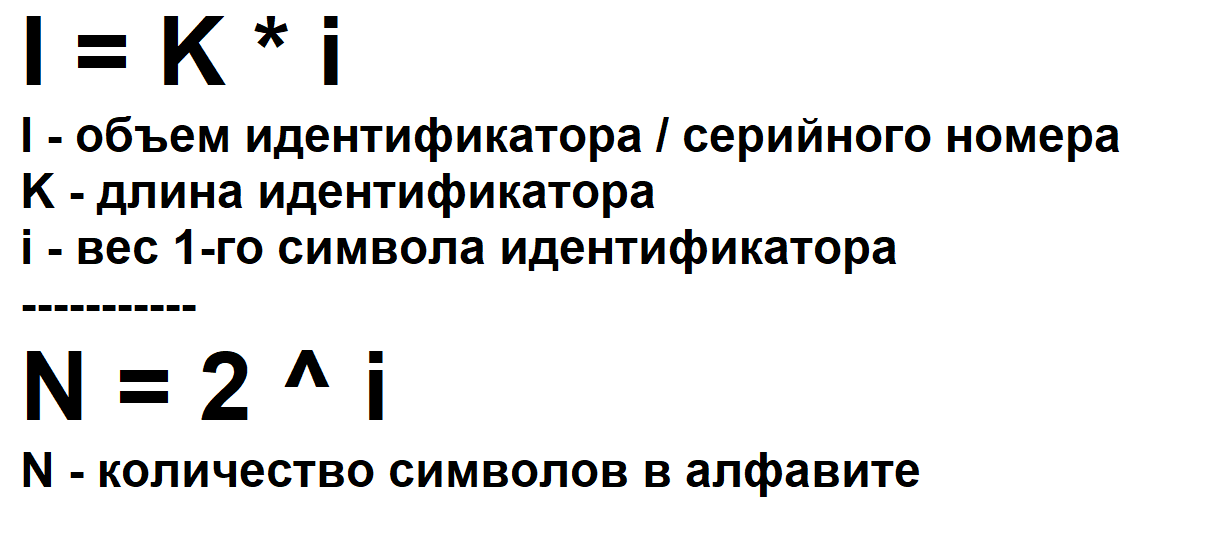 I = K * i
I - объем идентификатора / серийного номера
K - длина идентификатора
i - вес 1-го символа идентификатора
-----------
N = 2 ^ i
N - количество символов в алфавите